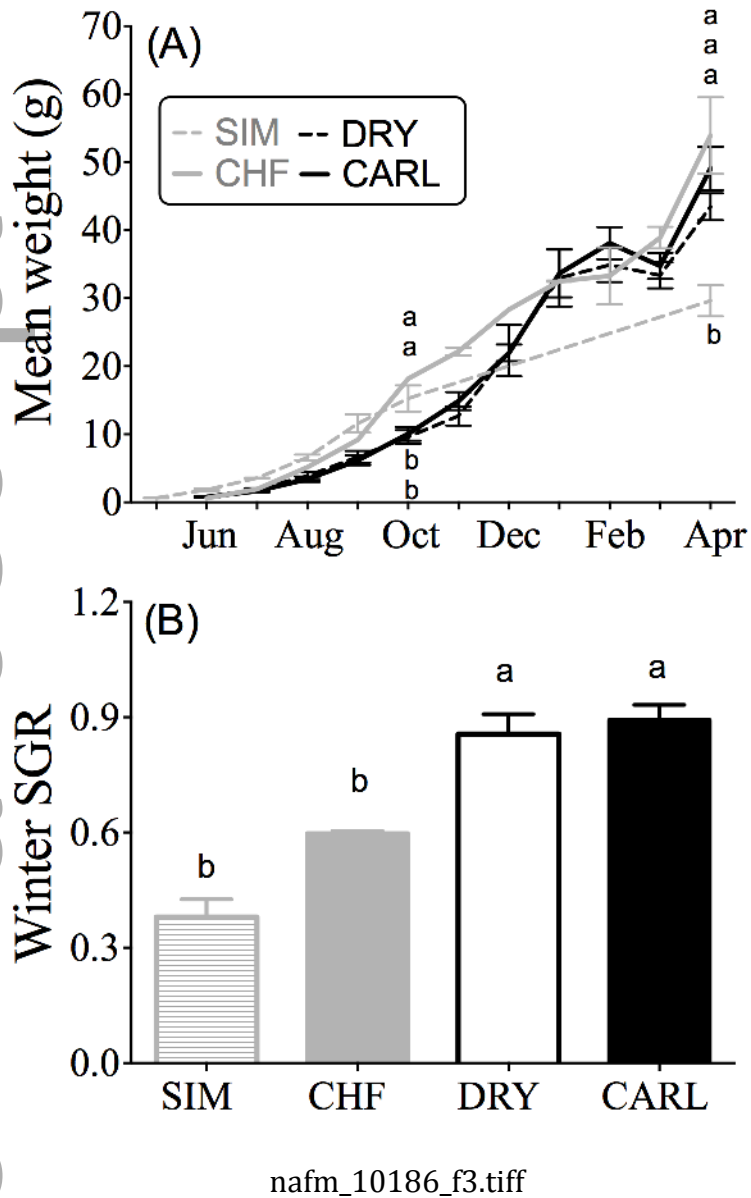 (A)
Mean weight (g)
70
60
50
40
30
20
10
0
SIM DRY
CHF CARL
a
a
a
a
a
b
b
b
Jun Aug Oct Dec Feb Apr
(B)
Winter SGR
1.2
0.9
0.6
0.3
0.0
b
b
a
a
SIM CHF DRY CARL
nafm_10186_f3.tiff